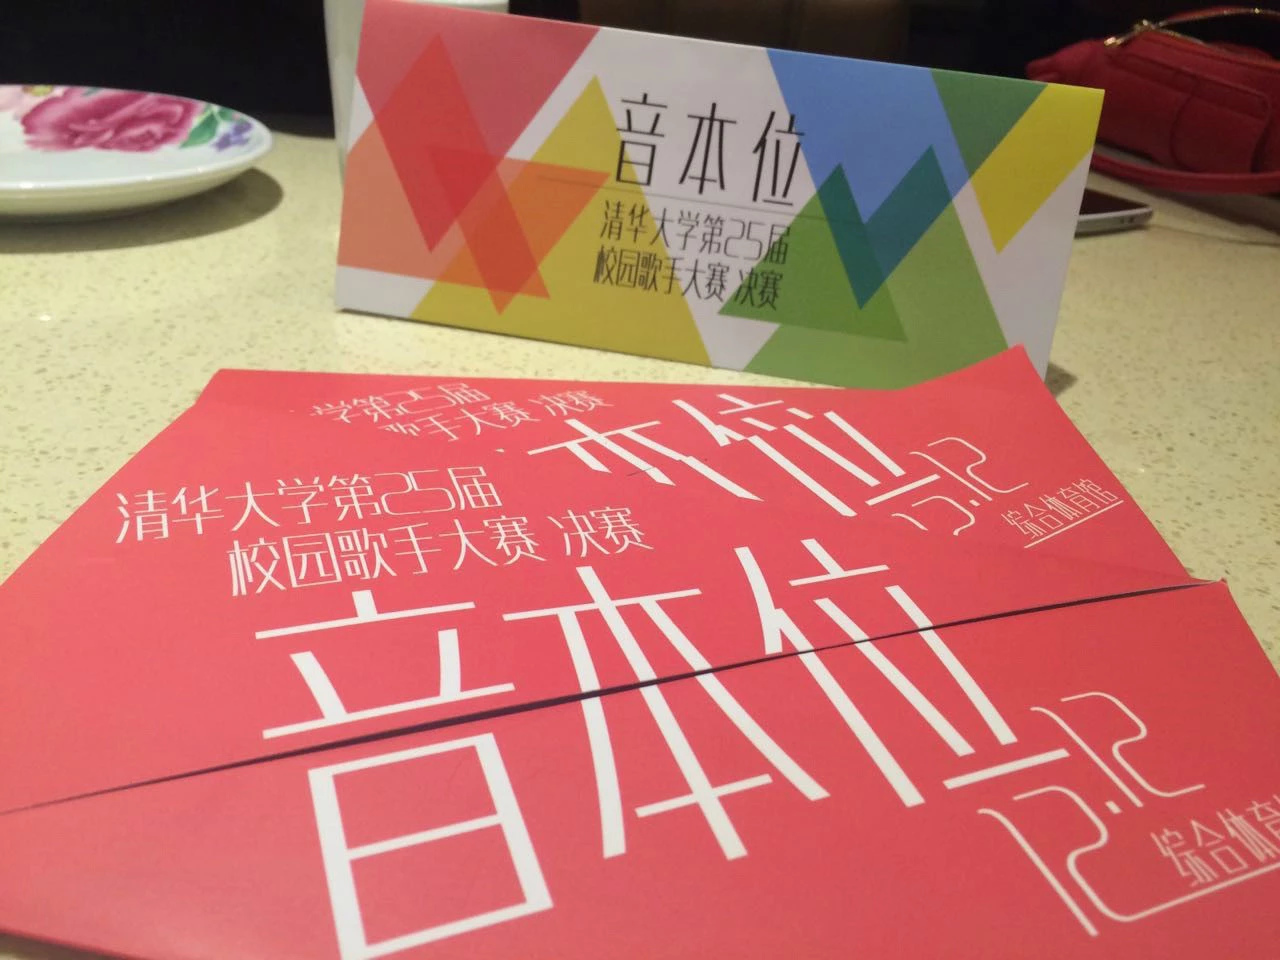 音本位
清华大学第25届
校园歌手大赛 决赛
学第25届
歌手大赛 决赛
本位
12.12
综合体育馆
清华大学第25届
校园歌手大赛 决赛
音本位
12.12
综合体育